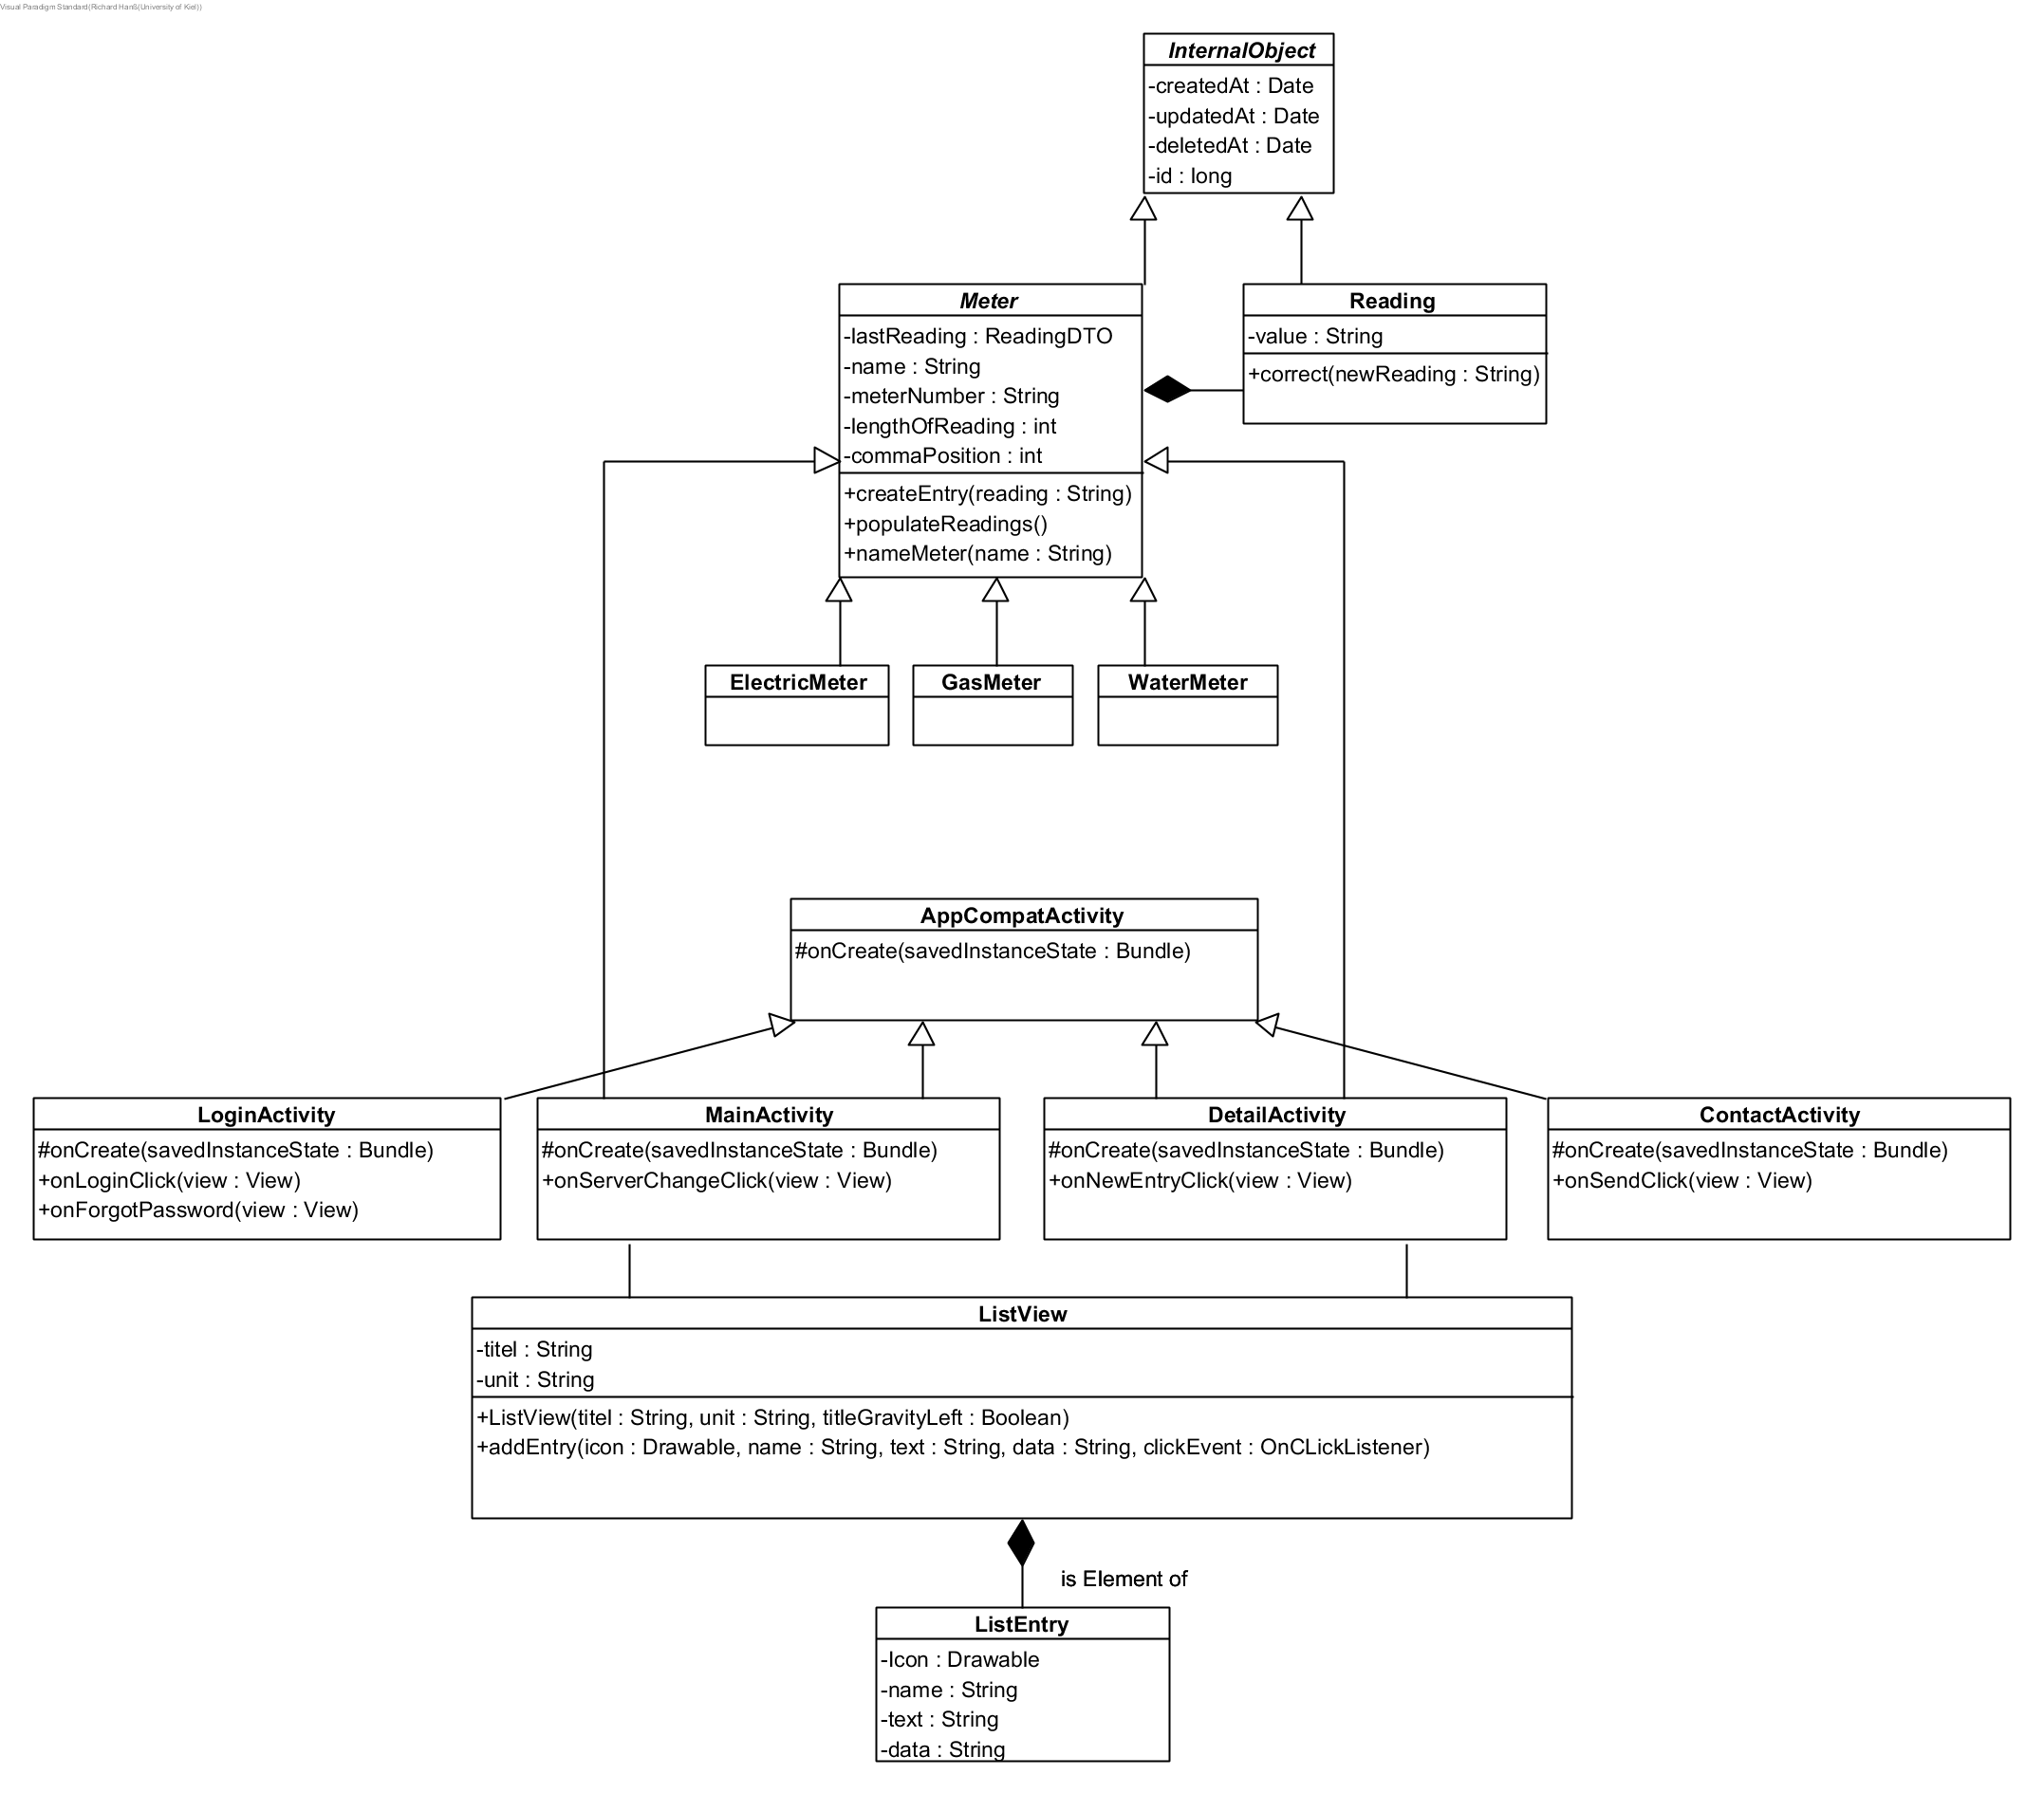 Visual Paradigm Standard(Richard Hanß(University of Kiel))
InternalObject
-createdAt : Date
-updatedAt : Date
-deletedAt : Date
-id : long
Meter
-lastReading : ReadingDTO
-name : String
-meterNumber : String
-lengthOfReading : int
-commaPosition : int
+createEntry(reading : String)
+populateReadings()
+nameMeter(name : String)
Reading
-value : String
+correct(newReading : String)
ElectricMeter
GasMeter
WaterMeter
AppCompatActivity
#onCreate(savedInstanceState : Bundle)
LoginActivity
#onCreate(savedInstanceState : Bundle)
+onLoginClick(view : View)
+onForgotPassword(view : View)
MainActivity
#onCreate(savedInstanceState : Bundle)
+onServerChangeClick(view : View)
DetailActivity
#onCreate(savedInstanceState : Bundle)
+onNewEntryClick(view : View)
ContactActivity
#onCreate(savedInstanceState : Bundle)
+onSendClick(view : View)
ListView
-titel : String
-unit : String
+ListView(titel : String, unit : String, titleGravityLeft : Boolean)
+addEntry(icon : Drawable, name : String, text : String, data : String, clickEvent : OnCLickListener)
is Element of
ListEntry
-Icon : Drawable
-name : String
-text : String
-data : String